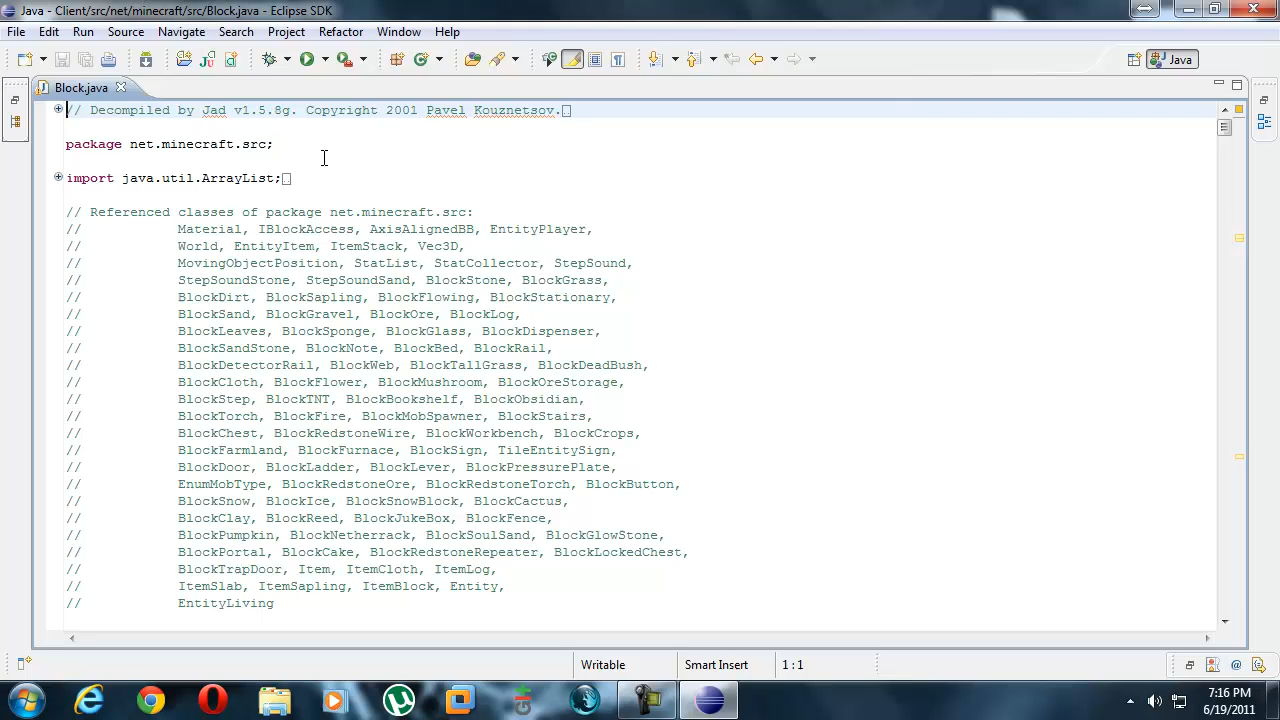 Java - Client/src/net/minecraft/src/Block.java - Eclipse SDK
File Edit Run Source Navigate Search Project Refactor Window Help
Java
Block.java
// Decompiled by Jad v1.5.8g. Copyright 2001 Pavel Kouznetsov.
package net.minecraft.src;
import java.util.ArrayList;
// Referenced classes of package net.minecraft.src:
// Material, IBlockAccess, AxisAlignedBB, EntityPlayer,
// World, EntityItem, ItemStack, Vec3D,
// MovingObjectPosition, StatList, StatCollector, StepSound,
// StepSoundStone, StepSoundSand, BlockStone, BlockGrass,
// BlockDirt, BlockSapling, BlockFlowing, BlockStationary,
// BlockSand, BlockGravel, BlockOre, BlockLog,
// BlockLeaves, BlockSponge, BlockGlass, BlockDispenser,
// BlockSandStone, BlockNote, BlockBed, BlockRail,
// BlockDetectorRail, BlockWeb, BlockTallGrass, BlockDeadBush,
// BlockCloth, BlockFlower, BlockMushroom, BlockOreStorage,
// BlockStep, BlockTNT, BlockBookshelf, BlockObsidian,
// BlockTorch, BlockFire, BlockMobSpawner, BlockStairs,
// BlockChest, BlockRedstoneWire, BlockWorkbench, BlockCrops,
// BlockFarmland, BlockFurnace, BlockSign, TileEntitySign,
// BlockDoor, BlockLadder, BlockLever, BlockPressurePlate,
// EnumMobType, BlockRedstoneOre, BlockRedstoneTorch, BlockButton,
// BlockSnow, BlockIce, BlockSnowBlock, BlockCactus,
// BlockClay, BlockReed, BlockJukeBox, BlockFence,
// BlockPumpkin, BlockNetherrack, BlockSoulSand, BlockGlowStone,
// BlockPortal, BlockCake, BlockRedstoneRepeater, BlockLockedChest,
// BlockTrapDoor, Item, ItemCloth, ItemLog,
// ItemSlab, ItemSapling, ItemBlock, Entity,
// EntityLiving
Writable Smart Insert 1 : 1
7:16 PM
6/19/2011